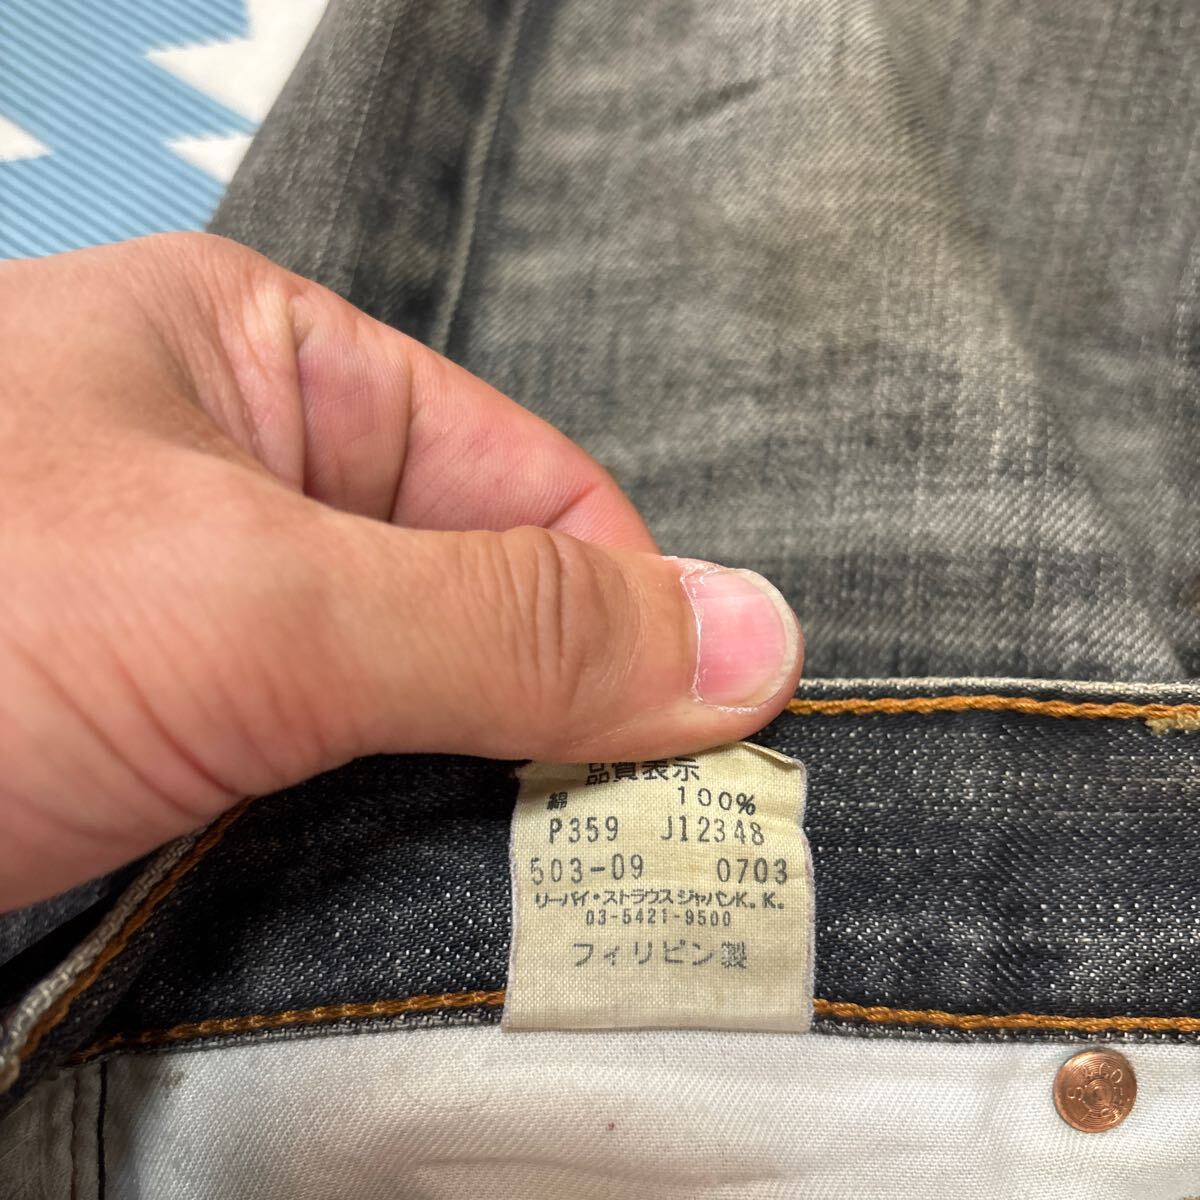 品質表示
綿 100%
P359 J12348
503-09 0703
リーバイ・ストラウスジャパンK.K.
03-5421-9500
フィリピン製